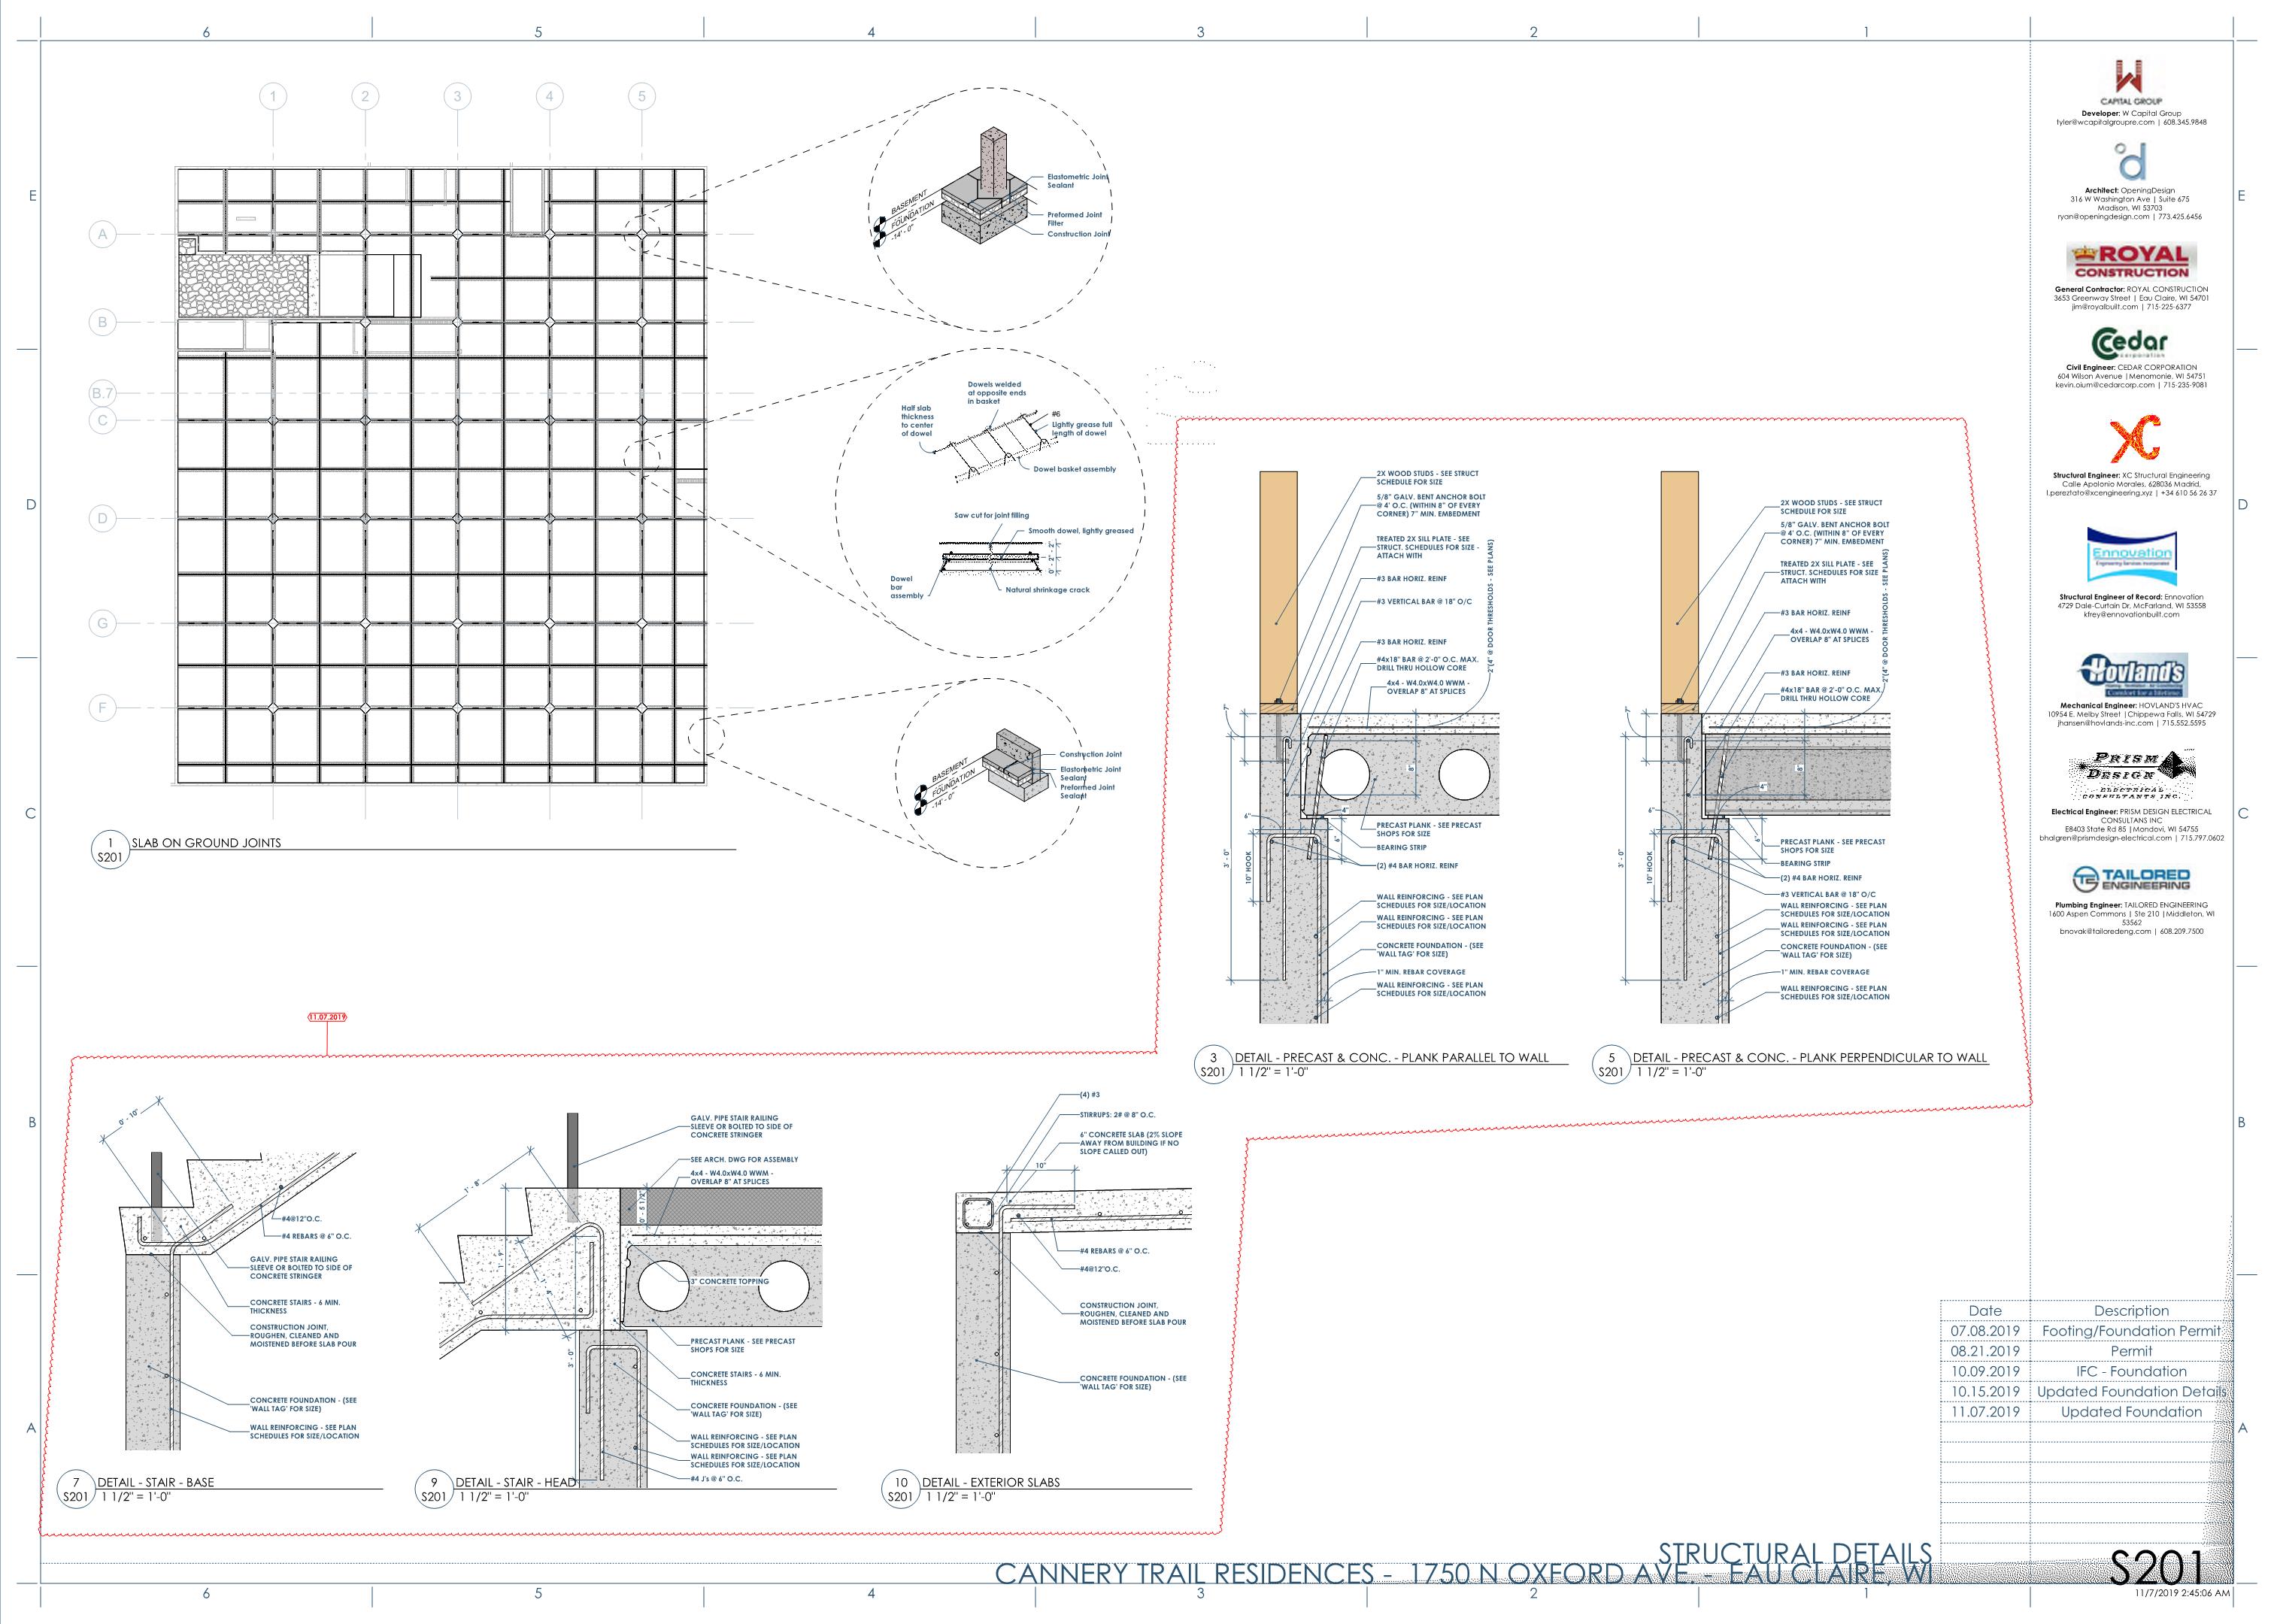 6
5
4
3
2
1
E
D
C
B
A
1
2
3
4
5
A
B
B.7
C
D
G
F
BASEMENT
FOUNDATION
-14' - 0"
Elastometric Joint
Sealant
Preformed Joint
Filter
Construction Joint
Dowels welded
at opposite ends
in basket
Half slab
thickness
to center
of dowel
#6
Lightly grease full
length of dowel
Dowel basket assembly
Saw cut for joint filling
Smooth dowel, lightly greased
Dowel
bar
assembly
Natural shrinkage crack
BASEMENT
FOUNDATION
-14' - 0"
Construction Joint
Elastometric Joint
Sealant
Preformed Joint
Sealant
1
S201
SLAB ON GROUND JOINTS
2X WOOD STUDS - SEE STRUCT
SCHEDULE FOR SIZE
5/8" GALV. BENT ANCHOR BOLT
@ 4' O.C. (WITHIN 8" OF EVERY
CORNER) 7" MIN. EMBEDMENT
TREATED 2X SILL PLATE - SEE
STRUCT. SCHEDULES FOR SIZE -
ATTACH WITH
#3 BAR HORIZ. REINF
#3 VERTICAL BAR @ 18" O/C
#3 BAR HORIZ. REINF
#4x18" BAR @ 2'-0" O.C. MAX.
DRILL THRU HOLLOW CORE
4x4 - W4.0xW4.0 WWM -
OVERLAP 8" AT SPLICES
2"(4" @ DOOR THRESHOLDS - SEE PLANS)
7"
8"
4"
6"
6"
3' - 0"
10" HOOK
PRECAST PLANK - SEE PRECAST
SHOPS FOR SIZE
BEARING STRIP
(2) #4 BAR HORIZ. REINF
WALL REINFORCING - SEE PLAN
SCHEDULES FOR SIZE/LOCATION
WALL REINFORCING - SEE PLAN
SCHEDULES FOR SIZE/LOCATION
CONCRETE FOUNDATION - (SEE
'WALL TAG' FOR SIZE)
1" MIN. REBAR COVERAGE
WALL REINFORCING - SEE PLAN
SCHEDULES FOR SIZE/LOCATION
3
S201
DETAIL - PRECAST & CONC. - PLANK PARALLEL TO WALL
1 1/2" = 1'-0"
2X WOOD STUDS - SEE STRUCT
SCHEDULE FOR SIZE
5/8" GALV. BENT ANCHOR BOLT
@ 4' O.C. (WITHIN 8" OF EVERY
CORNER) 7" MIN. EMBEDMENT
TREATED 2X SILL PLATE - SEE
STRUCT. SCHEDULES FOR SIZE
ATTACH WITH
#3 BAR HORIZ. REINF
4x4 - W4.0xW4.0 WWM -
OVERLAP 8" AT SPLICES
#3 BAR HORIZ. REINF
#4x18" BAR @ 2'-0" O.C. MAX.
DRILL THRU HOLLOW CORE
2"(4" @ DOOR THRESHOLDS - SEE PLANS)
7"
8"
4"
6"
6"
3' - 0"
10" HOOK
PRECAST PLANK - SEE PRECAST
SHOPS FOR SIZE
BEARING STRIP
(2) #4 BAR HORIZ. REINF
#3 VERTICAL BAR @ 18" O/C
WALL REINFORCING - SEE PLAN
SCHEDULES FOR SIZE/LOCATION
WALL REINFORCING - SEE PLAN
SCHEDULES FOR SIZE/LOCATION
CONCRETE FOUNDATION - (SEE
'WALL TAG' FOR SIZE)
1" MIN. REBAR COVERAGE
WALL REINFORCING - SEE PLAN
SCHEDULES FOR SIZE/LOCATION
5
S201
DETAIL - PRECAST & CONC. - PLANK PERPENDICULAR TO WALL
1 1/2" = 1'-0"
11.07.2019
0' - 10"
#4@12"O.C.
#4 REBARS @ 6" O.C.
GALV. PIPE STAIR RAILING
SLEEVE OR BOLTED TO SIDE OF
CONCRETE STRINGER
CONCRETE STAIRS - 6 MIN.
THICKNESS
CONSTRUCTION JOINT,
ROUGHEN, CLEANED AND
MOISTENED BEFORE SLAB POUR
CONCRETE FOUNDATION - (SEE
'WALL TAG' FOR SIZE)
WALL REINFORCING - SEE PLAN
SCHEDULES FOR SIZE/LOCATION
7
S201
DETAIL - STAIR - BASE
1 1/2" = 1'-0"
GALV. PIPE STAIR RAILING
SLEEVE OR BOLTED TO SIDE OF
CONCRETE STRINGER
SEE ARCH. DWG FOR ASSEMBLY
4x4 - W4.0xW4.0 WWM -
OVERLAP 8" AT SPLICES
1' - 8"
0' - 5 1/2"
3" CONCRETE TOPPING
3' - 0"
PRECAST PLANK - SEE PRECAST
SHOPS FOR SIZE
CONCRETE STAIRS - 6 MIN.
THICKNESS
CONCRETE FOUNDATION - (SEE
'WALL TAG' FOR SIZE)
WALL REINFORCING - SEE PLAN
SCHEDULES FOR SIZE/LOCATION
WALL REINFORCING - SEE PLAN
SCHEDULES FOR SIZE/LOCATION
#4 J's @ 6" O.C.
9
S201
DETAIL - STAIR - HEAD
1 1/2" = 1'-0"
(4) #3
STIRRUPS: 2# @ 8" O.C.
6" CONCRETE SLAB (2% SLOPE
AWAY FROM BUILDING IF NO
SLOPE CALLED OUT)
10"
#4 REBARS @ 6" O.C.
#4@12"O.C.
CONSTRUCTION JOINT,
ROUGHEN, CLEANED AND
MOISTENED BEFORE SLAB POUR
CONCRETE FOUNDATION - (SEE
'WALL TAG' FOR SIZE)
10
S201
DETAIL - EXTERIOR SLABS
1 1/2" = 1'-0"
CAPITAL GROUP
Developer: W Capital Group
tyler@wcapitalgroupre.com | 608.345.9848
Architect: OpeningDesign
316 W Washington Ave | Suite 675
Madison, WI 53703
ryan@openingdesign.com | 773.425.6456
ROYAL
CONSTRUCTION
General Contractor: ROYAL CONSTRUCTION
3653 Greenway Street | Eau Claire, WI 54701
jim@royalbuilt.com | 715-225-6377
Cedar
corporation
Civil Engineer: CEDAR CORPORATION
604 Wilson Avenue |Menomonie, WI 54751
kevin.oium@cedarcorp.com | 715-235-9081
XC
Structural Engineer: XC Structural Engineering
Calle Apolonio Morales, 628036 Madrid,
l.pereztato@xcengineering.xyz | +34 610 56 26 37
Ennovation
Engineering Services Incorporated
Structural Engineer of Record: Ennovation
4729 Dale-Curtain Dr, McFarland, WI 53558
kfrey@ennovationbuilt.com
Hovland's
Comfort for a lifetime
Mechanical Engineer: HOVLAND'S HVAC
10954 E. Melby Street |Chippewa Falls, WI 54729
jhansen@hovlands-inc.com | 715.552.5595
PRISM
DESIGN
ELECTRICAL
CONSULTANTS INC.
Electrical Engineer: PRISM DESIGN ELECTRICAL
CONSULTANS INC
E8403 State Rd 85 |Mandovi, WI 54755
bhalgren@prismdesign-electrical.com | 715.797.0602
TE TAILORED
ENGINEERING
Plumbing Engineer: TAILORED ENGINEERING
1600 Aspen Commons | Ste 210 |Middleton, WI
53562
bnovak@tailoredeng.com | 608.209.7500
Date Description
07.08.2019 Footing/Foundation Permit
08.21.2019 Permit
10.09.2019 IFC - Foundation
10.15.2019 Updated Foundation Details
11.07.2019 Updated Foundation
STRUCTURAL DETAILS
CANNERY TRAIL RESIDENCES - 1750 N OXFORD AVE. - EAU CLAIRE, WI
S201
11/7/2019 2:45:06 AM
E
D
C
B
A
6
5
4
3
2
1